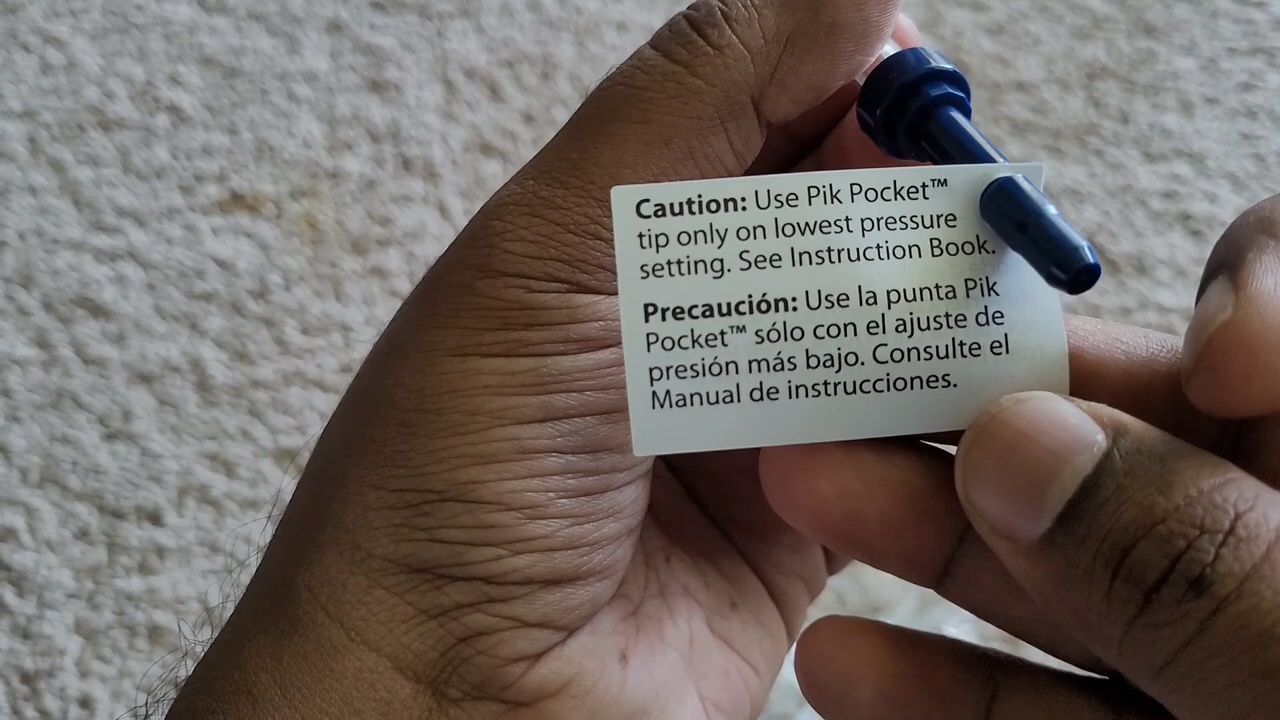 Caution: Use Pik Pocket™
tip only on lowest pressure
setting. See Instruction Book.
Precaución: Use la punta Pik
Pocket™ sólo con el ajuste de
presión más bajo. Consulte el
Manual de instrucciones.